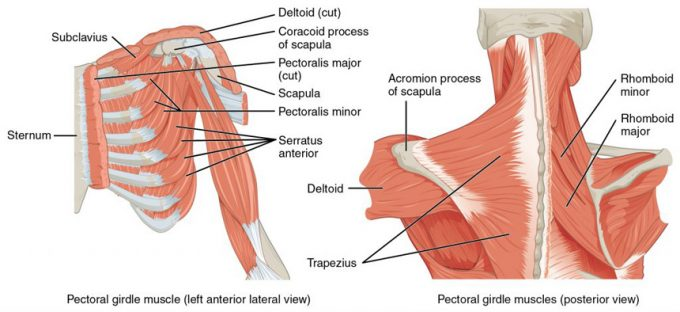 Deltoid (cut)
Subclavius
Coracoid process
of scapula
Pectoralis major
(cut)
Scapula
Pectoralis minor
Sternum
Serratus
anterior
Pectoral girdle muscle (left anterior lateral view)
Acromion process
of scapula
Rhomboid
minor
Rhomboid
major
Deltoid
Trapezius
Pectoral girdle muscles (posterior view)